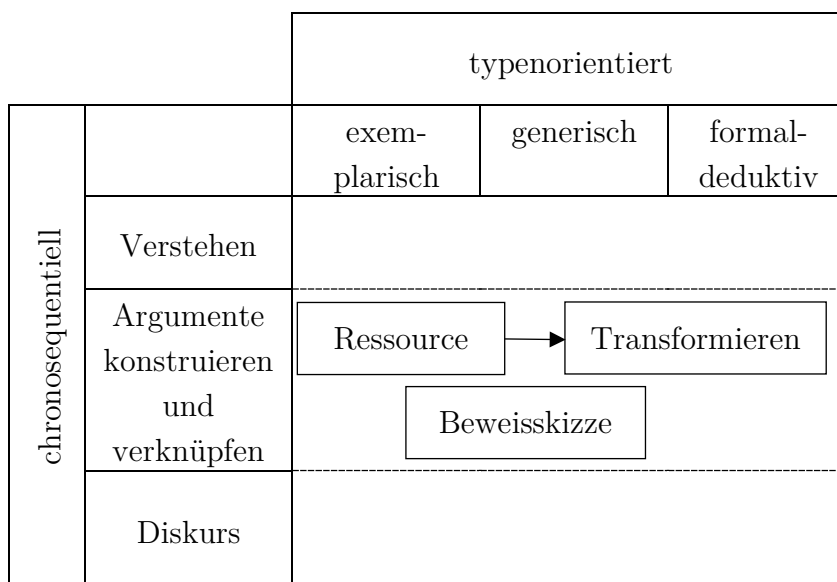 typenorientiert
exem-
plarisch
generisch
formal-
deduktiv
chronosequentiell
Verstehen
Argumente
konstruieren
und
verknüpfen
Ressource
Transformieren
Beweisskizze
Diskurs